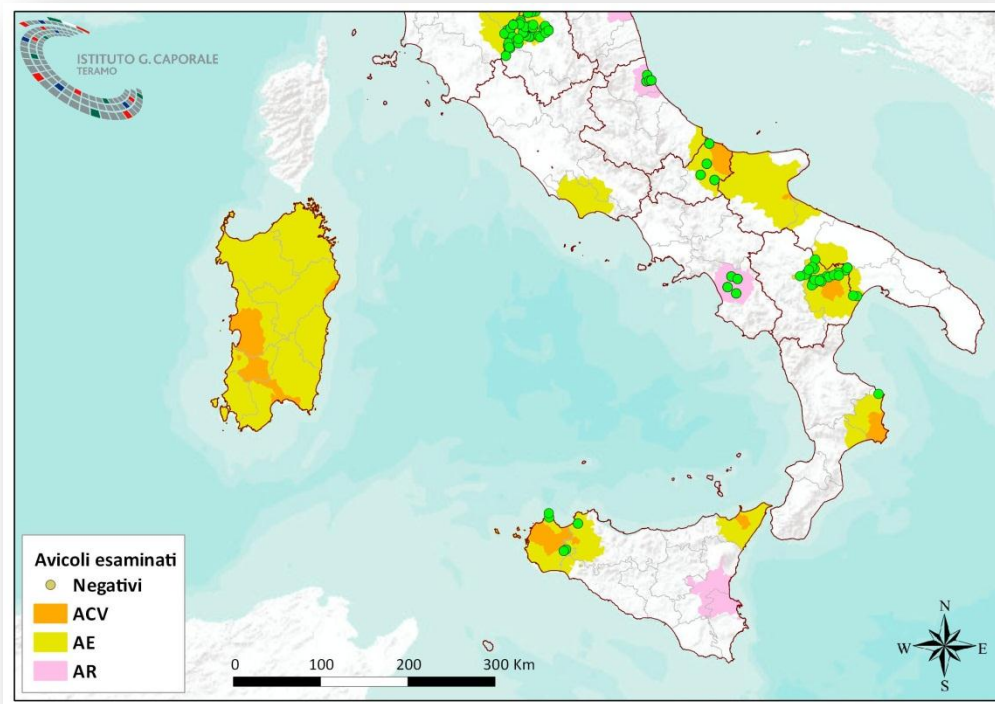 ISTITUTO G. CAPORALE
TERAMO
Avicoli esaminati
Negativi
ACV
AE
AR
0 100 200 300 Km
N
W E
S